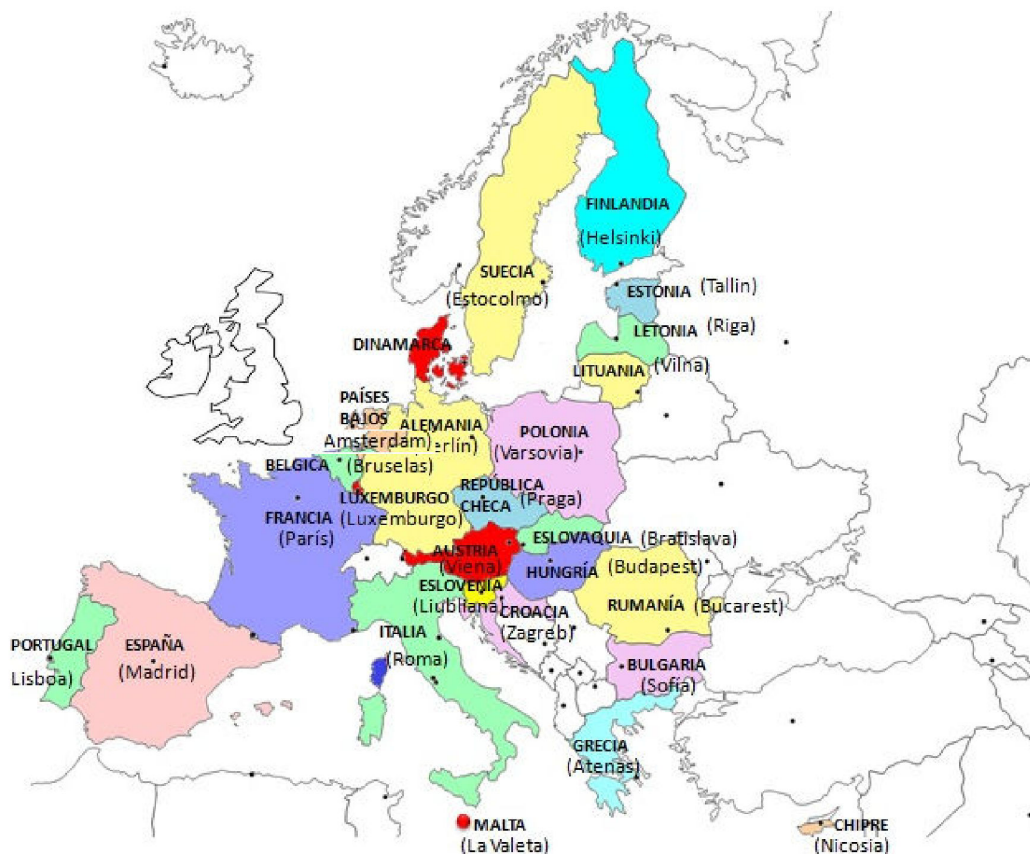 FINLANDIA
(Helsinki)
SUECIA
(Estocolmo)
ESTONIA (Tallin)
LETONIA (Riga)
DINAMARCA
LITUANIA (Vilna)
PAÍSES
BAJOS
Amsterdam)
ALEMANIA
erlín)
POLONIA
(Varsovia)
BELGICA (Bruselas)
REPÚBLICA
CHECA (Praga)
LUXEMBURGO
(Luxemburgo)
FRANCIA
(París)
ESLOVAQUIA (Bratislava)
AUSTRIA
(Viena)
HUNGRÍA (Budapest)
ESLOVENIA
(Liubliana)
RUMANÍA (Bucarest)
CROACIA
(Zagreb)
ITALIA
(Roma)
PORTUGAL
Lisboa)
ESPAÑA
(Madrid)
BULGARIA
(Sofía)
GRECIA
(Atenas)
MALTA
(La Valeta)
CHIPRE
(Nicosia)